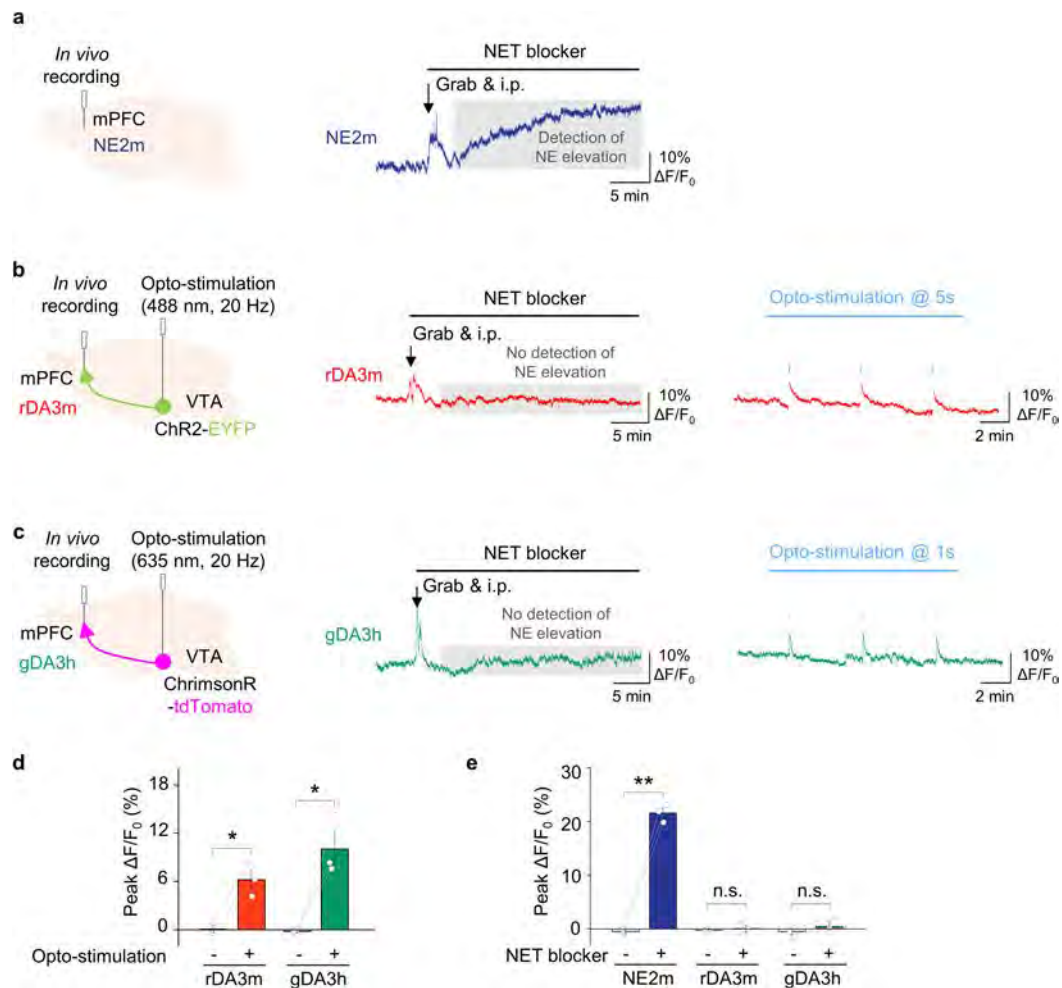 a
In vivo
recording
mPFC
NE2m
NET blocker
Grab & i.p.
NE2m
Detection of
NE elevation
10%
ΔF/F₀
5 min
b
In vivo
recording
Opto-stimulation
(488 nm, 20 Hz)
mPFC
rDA3m
VTA
ChR2-EYFP
NET blocker
Grab & i.p.
rDA3m
No detection of
NE elevation
10%
ΔF/F₀
5 min
Opto-stimulation @ 5s
10%
ΔF/F₀
2 min
c
In vivo
recording
Opto-stimulation
(635 nm, 20 Hz)
mPFC
gDA3h
VTA
ChrimsonR
-tdTomato
NET blocker
Grab & i.p.
gDA3h
No detection of
NE elevation
10%
ΔF/F₀
5 min
Opto-stimulation @ 1s
10%
ΔF/F₀
2 min
d
Peak ΔF/F₀ (%)
18
12
6
0
*
*
Opto-stimulation - + - +
rDA3m gDA3h
e
Peak ΔF/F₀ (%)
30
20
10
0
**
n.s.
n.s.
NET blocker - + - + - +
NE2m rDA3m gDA3h